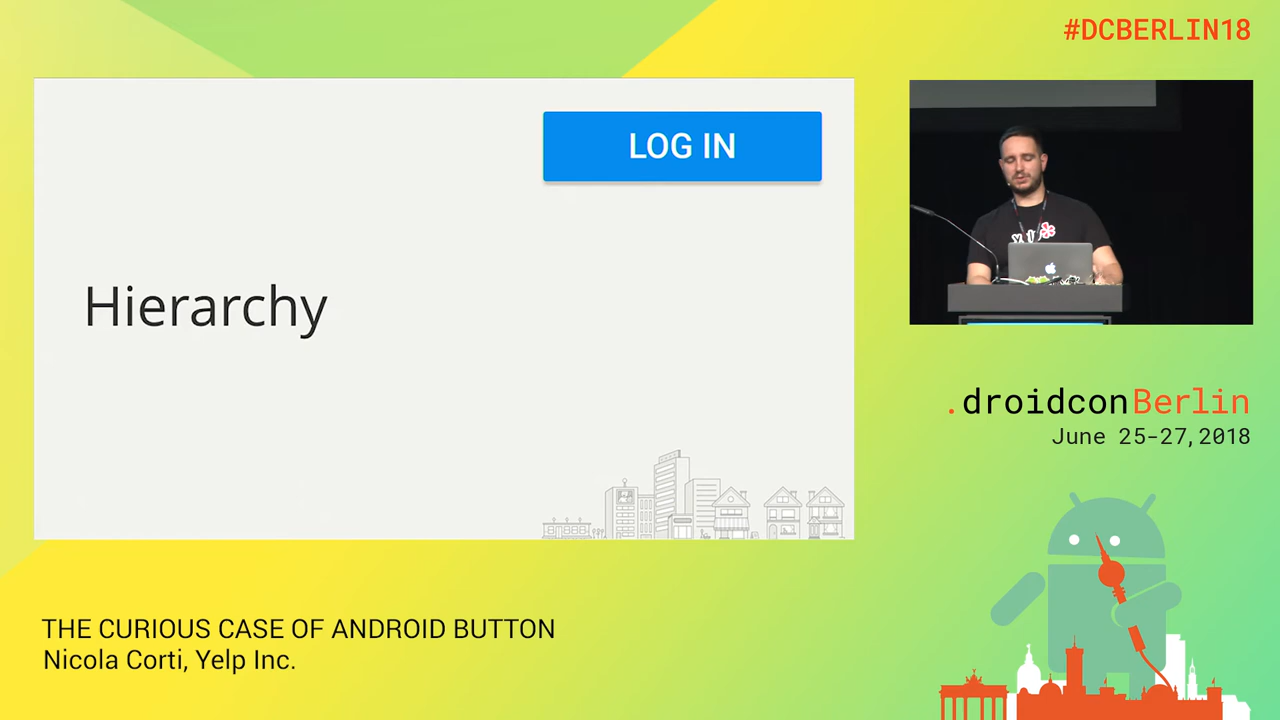 #DCBERLIN18
LOG IN
Hierarchy
.droidconBerlin
June 25-27, 2018
THE CURIOUS CASE OF ANDROID BUTTON
Nicola Corti, Yelp Inc.